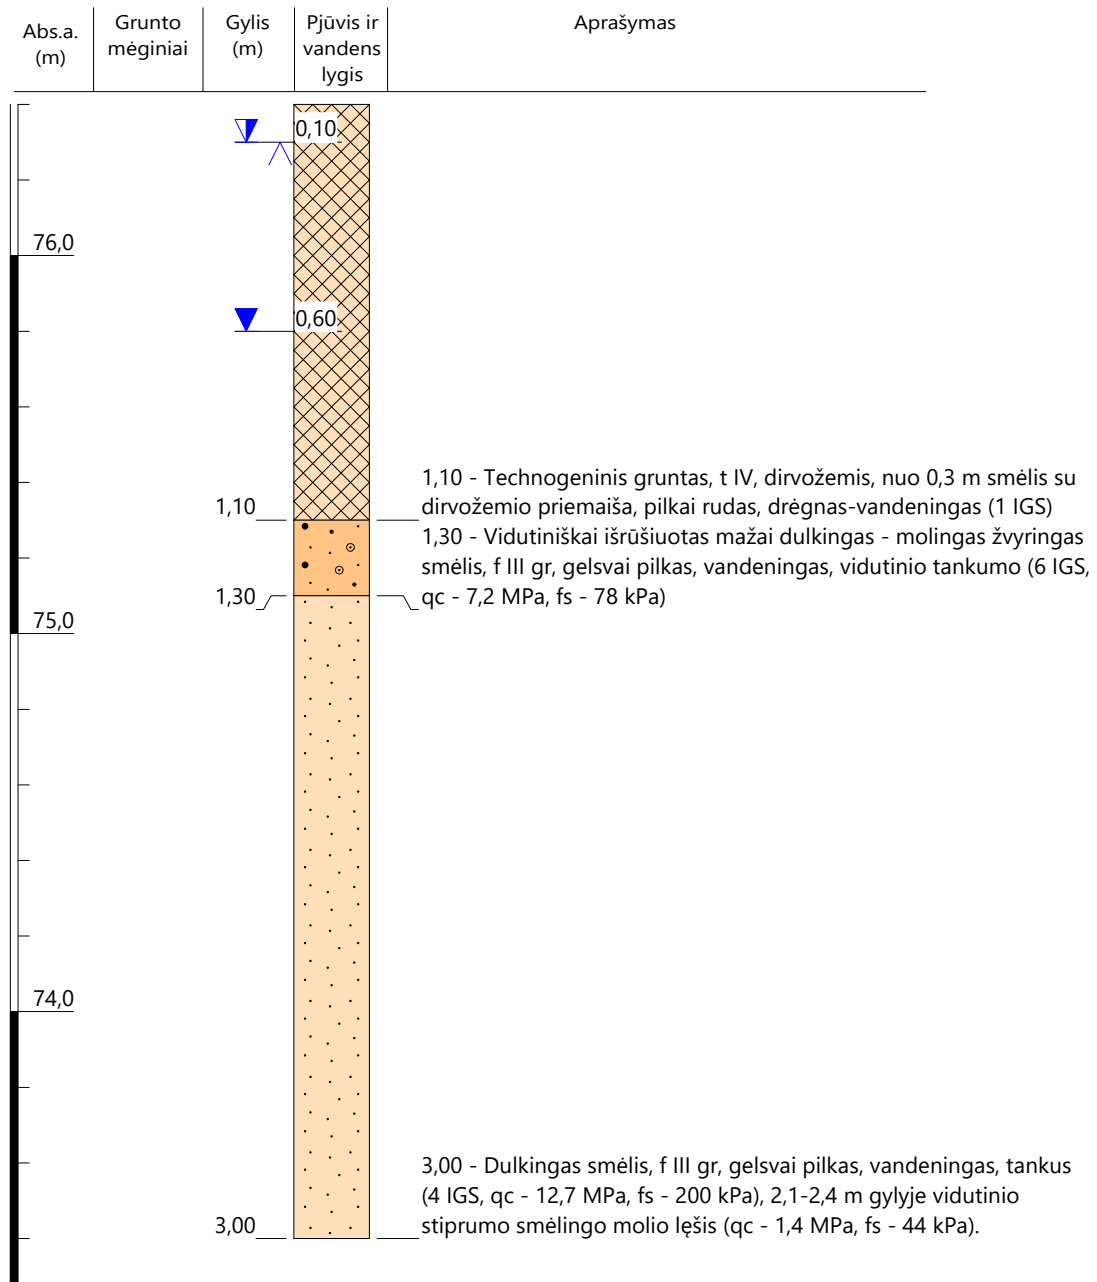 Abs.a.
(m)
Grunto
mėginiai
Gylis
(m)
Pjūvis ir
vandens
lygis
Aprašymas
0,10
76,0
0,60
1,10 - Technogeninis gruntas, t IV, dirvožemis, nuo 0,3 m smėlis su
dirvožemio priemaiša, pilkai rudas, drėgnas-vandeningas (1 IGS)
1,10
1,30 - Vidutiniškai išrūšiuotas mažai dulkingas - molingas žvyringas
smėlis, f III gr, gelsvai pilkas, vandeningas, vidutinio tankumo (6 IGS,
qc - 7,2 MPa, fs - 78 kPa)
1,30
75,0
74,0
3,00 - Dulkingas smėlis, f III gr, gelsvai pilkas, vandeningas, tankus
(4 IGS, qc - 12,7 MPa, fs - 200 kPa), 2,1-2,4 m gylyje vidutinio
stiprumo smėlingo molio lęšis (qc - 1,4 MPa, fs - 44 kPa).
3,00